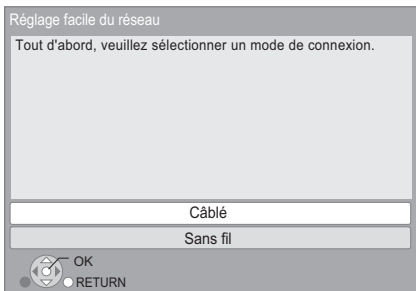 Réglage facile du réseau
Tout d'abord, veuillez sélectionner un mode de connexion.
Câblé
Sans fil
OK
RETURN